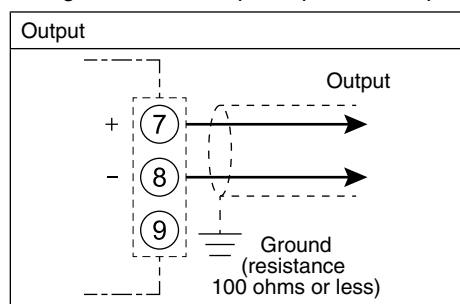 Output
Output
+ 7
− 8
9
Ground
(resistance
100 ohms or less)